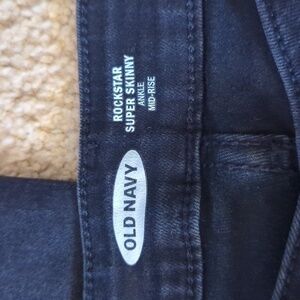 ROCKSTAR
SUPER SKINNY
ANKLE
MID-RISE
OLD NAVY